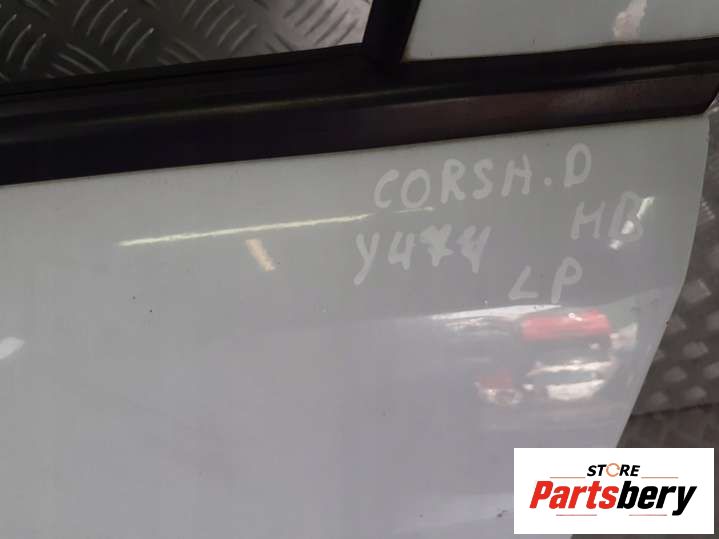 CORSA.D
HB
Y474
LP
STORE
Partsbery